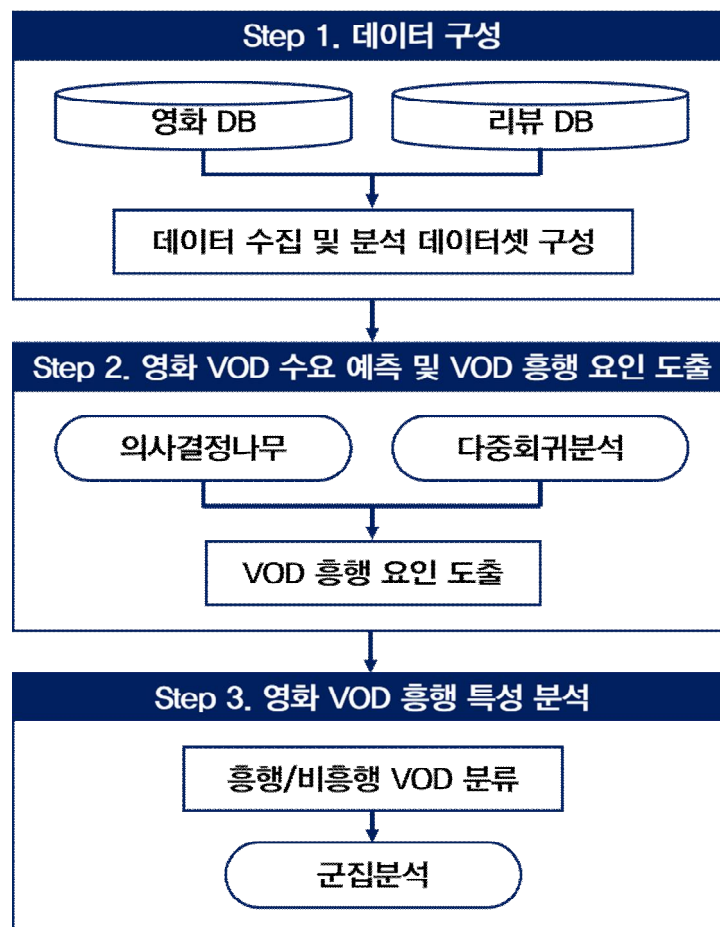 Step 1. 데이터 구성
영화 DB
리뷰 DB
데이터 수집 및 분석 데이터셋 구성
Step 2. 영화 VOD 수요 예측 및 VOD 흥행 요인 도출
의사결정나무
다중회귀분석
VOD 흥행 요인 도출
Step 3. 영화 VOD 흥행 특성 분석
흥행/비흥행 VOD 분류
군집분석